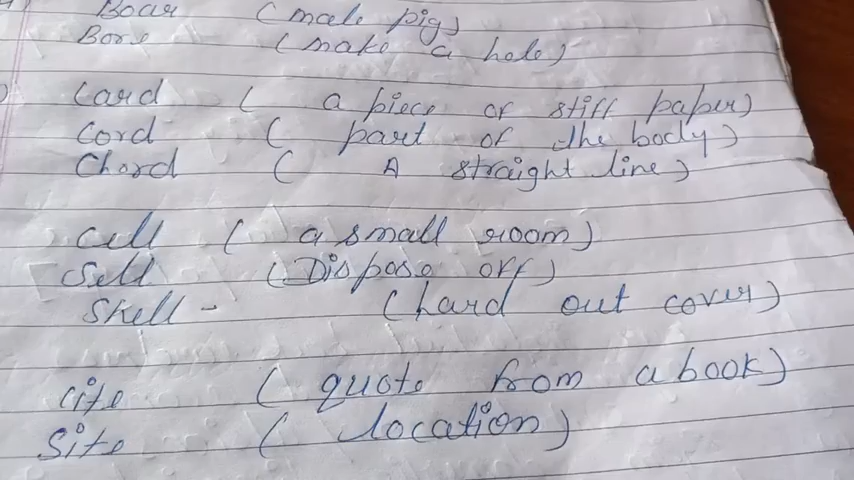 Boar (male pig)
Bore (make a hole)
Card ( a piece of stiff paper)
Cord ( part of the body)
Chord ( A straight line)
Cell ( a small room)
Sell (Dispose off)
Shell - (hard out cover)
Cite ( quote from a book)
Site ( location)